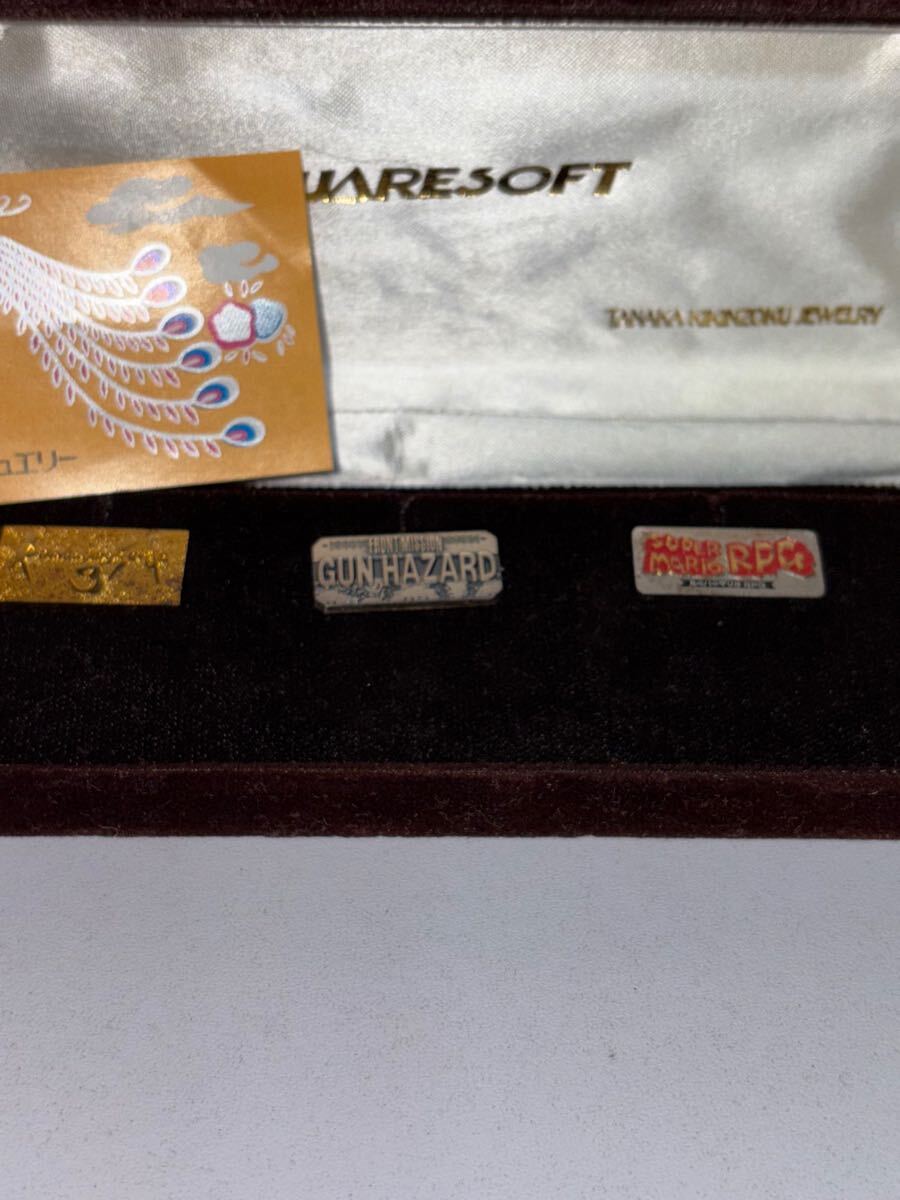 UARESOFT
TANAKA KIKINZOKU JEWELRY
ュエリー
FRONT MISSION
GUN HAZARD
SUPER
MARIO RPG